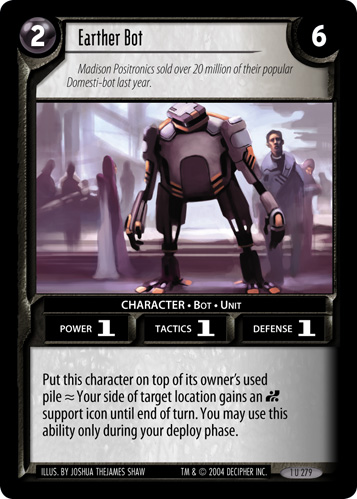 2 Earther Bot 6
Madison Positronics sold over 20 million of their popular
Domesti-bot last year.
CHARACTER • BOT • UNIT
POWER 1 TACTICS 1 DEFENSE 1
Put this character on top of its owner's used
pile ≈ Your side of target location gains an
support icon until end of turn. You may use this
ability only during your deploy phase.
ILLUS. BY JOSHUA THEJAMES SHAW TM & © 2004 DECIPHER INC. 1 U 279